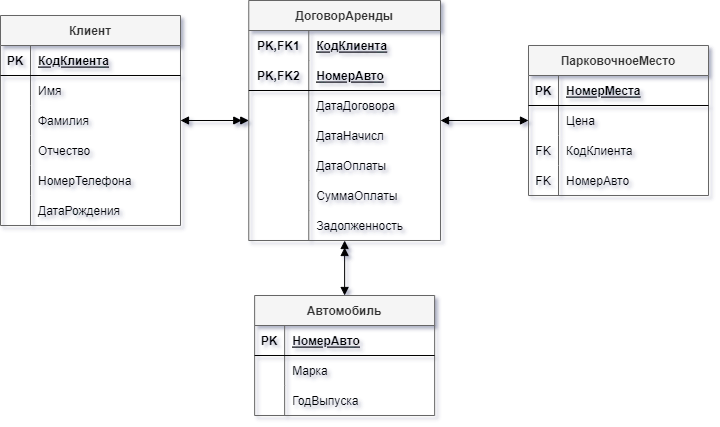 Клиент
PK КодКлиента
Имя
Фамилия
Отчество
НомерТелефона
ДатаРождения
ДоговорАренды
PK,FK1 КодКлиента
PK,FK2 НомерАвто
ДатаДоговора
ДатаНачисл
ДатаОплаты
СуммаОплаты
Задолженность
ПарковочноеМесто
PK НомерМеста
Цена
FK КодКлиента
FK НомерАвто
Автомобиль
PK НомерАвто
Марка
ГодВыпуска